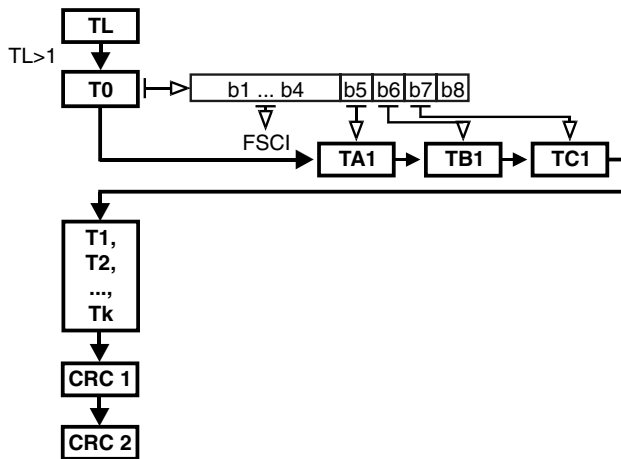 TL
TL>1
T0
b1 ... b4 b5 b6 b7 b8
FSCI
TA1 TB1 TC1
T1,
T2,
...,
Tk
CRC 1
CRC 2